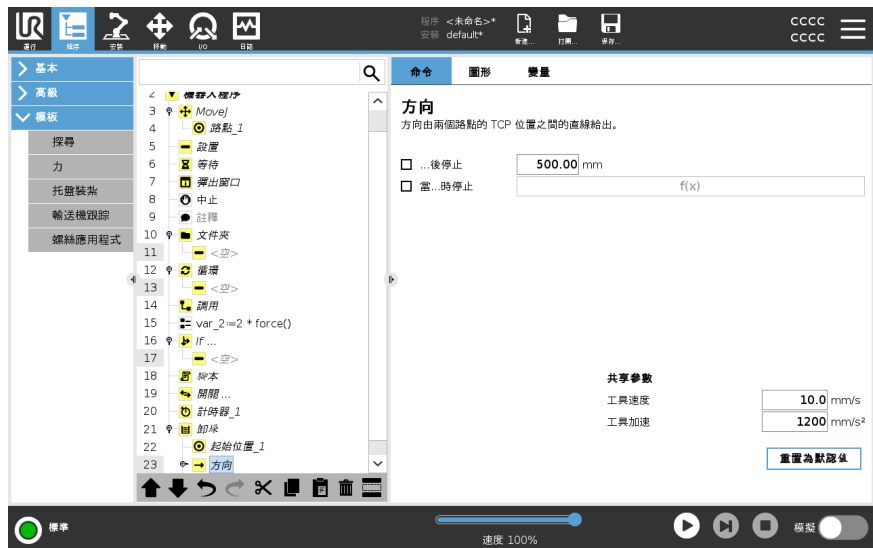 程序 <未命名>*
安裝 default*
CCCC
CCCC
運行
程序
安裝
移動
I/O
日誌
新建...
打開...
保存...
基本
高級
模板
探尋
力
托盤裝紮
輸送機跟踪
螺絲應用程式
2 機器人程序
3 MoveJ
4 路點_1
5 設置
6 等待
7 彈出窗口
8 中止
9 註釋
10 文件夾
11 <空>
12 循環
13 <空>
14 調用
15 var_2≔2 * force()
16 If ...
17 <空>
18 腳本
19 開關 ...
20 計時器_1
21 卸垛
22 起始位置_1
23 方向
命令 圖形 變量
方向
方向由兩個路點的 TCP 位置之間的直線給出。
...後停止 500.00 mm
當...時停止 f(x)
共享參數
工具速度 10.0 mm/s
工具加速 1200 mm/s²
重置為默認值
標準
速度 100%
模擬